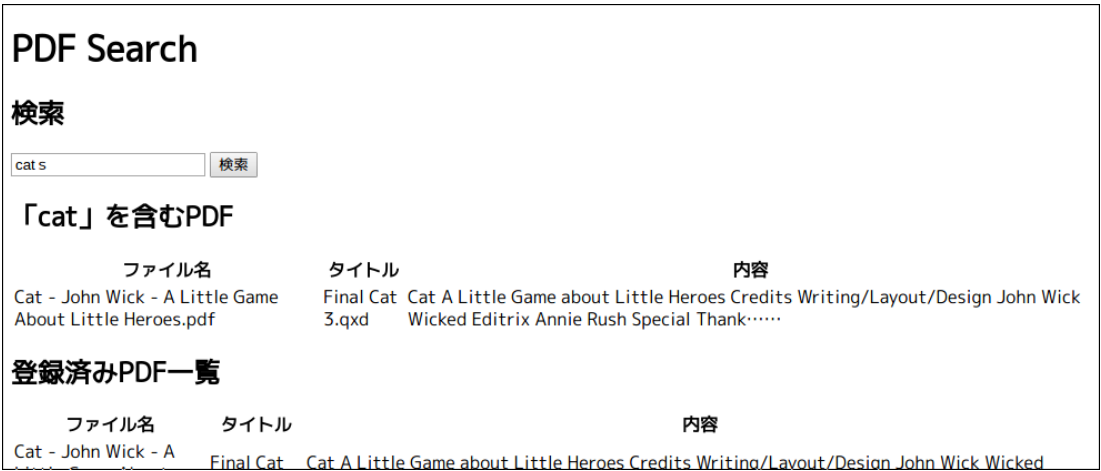 PDF Search
検索
cat s 検索
「cat」を含むPDF
ファイル名 タイトル 内容
Cat - John Wick - A Little Game Final Cat Cat A Little Game about Little Heroes Credits Writing/Layout/Design John Wick
About Little Heroes.pdf 3.qxd Wicked Editrix Annie Rush Special Thank……
登録済みPDF一覧
ファイル名 タイトル 内容
Cat - John Wick - A
Final Cat Cat A Little Game about Little Heroes Credits Writing/Layout/Design John Wick Wicked